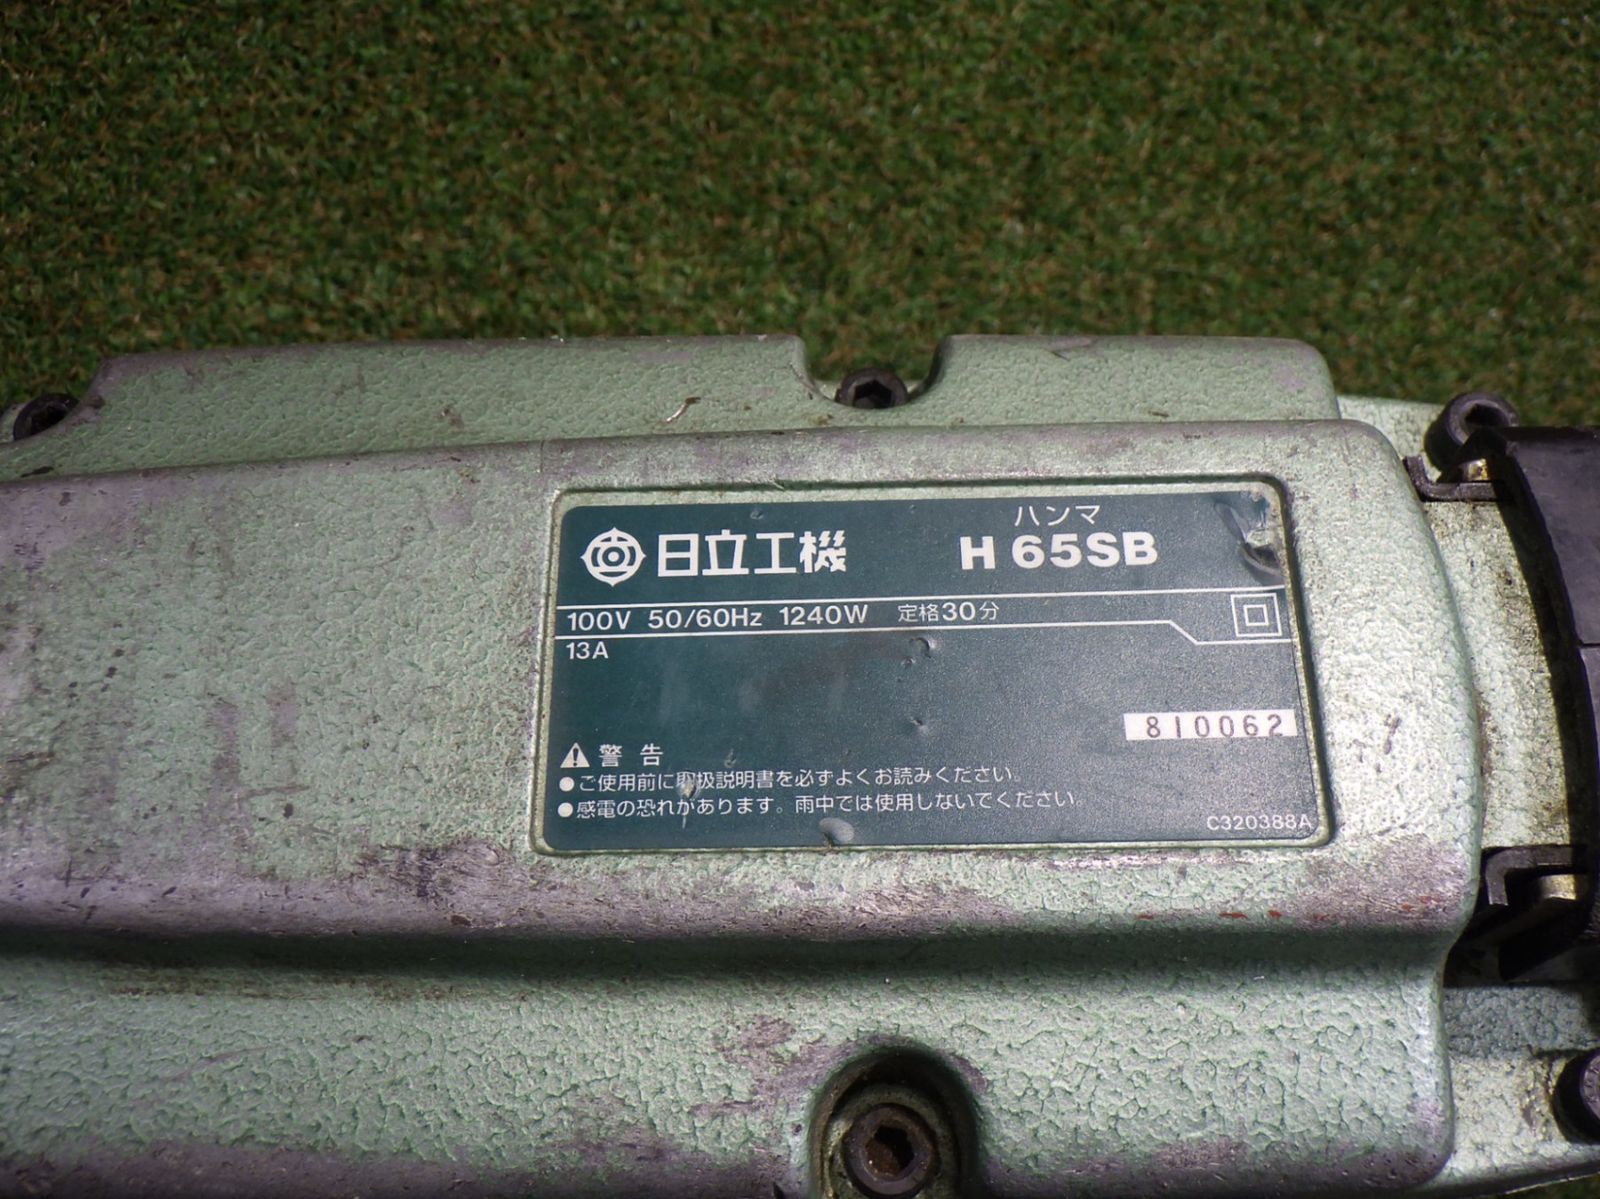 日立工機
ハンマ
H 65SB
100V 50/60Hz 1240W 定格30分
13A
810062
警告
●ご使用前に取扱説明書を必ずよくお読みください。
●感電の恐れがあります。雨中では使用しないでください。
C320388A